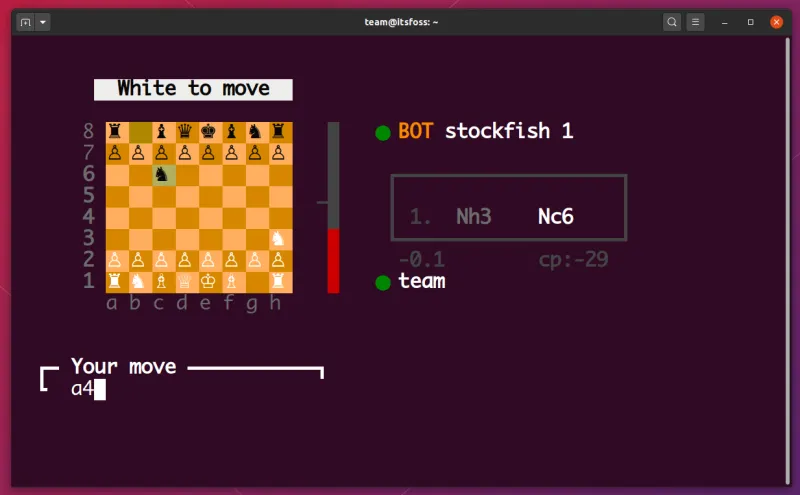 team@itsfoss: ~
White to move
8
7
6
5
4
3
2
1
a b c d e f g h
BOT stockfish 1
1. Nh3 Nc6
-0.1 cp:-29
team
Your move
a4